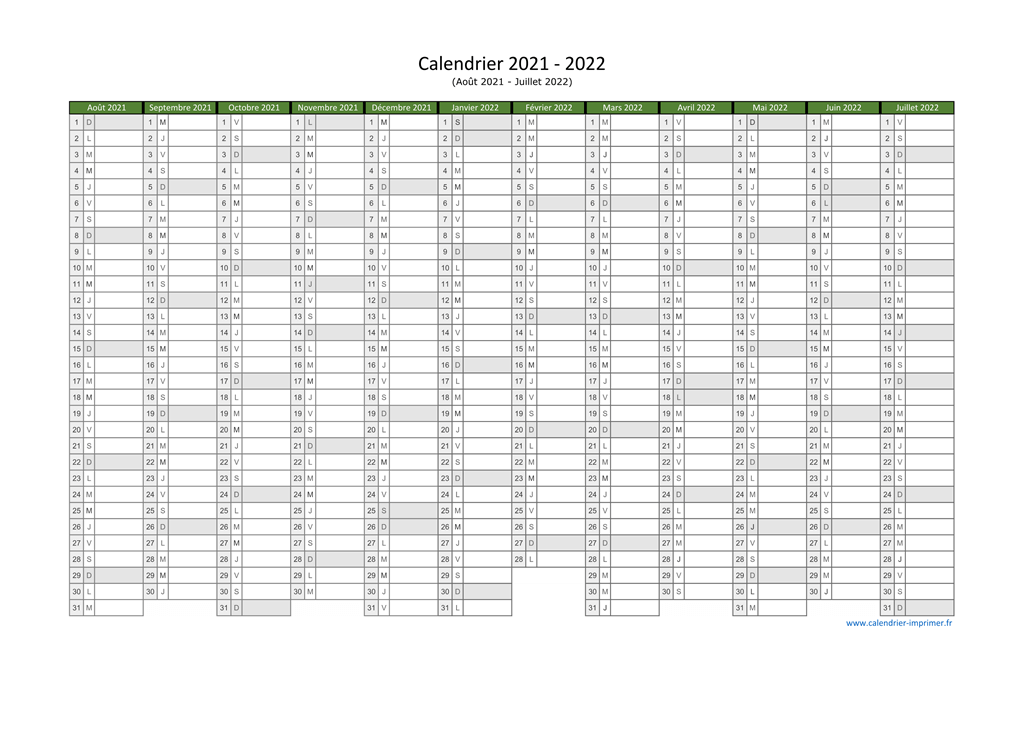 Calendrier 2021 - 2022
(Août 2021 - Juillet 2022)
Août 2021 Septembre 2021 Octobre 2021 Novembre 2021 Décembre 2021 Janvier 2022 Février 2022 Mars 2022 Avril 2022 Mai 2022 Juin 2022 Juillet 2022
1 D 1 M 1 V 1 L 1 M 1 S 1 M 1 M 1 V 1 D 1 M 1 V
2 L 2 J 2 S 2 M 2 J 2 D 2 M 2 M 2 S 2 L 2 J 2 S
3 M 3 V 3 D 3 M 3 V 3 L 3 J 3 J 3 D 3 M 3 V 3 D
4 M 4 S 4 L 4 J 4 S 4 M 4 V 4 V 4 L 4 M 4 S 4 L
5 J 5 D 5 M 5 V 5 D 5 M 5 S 5 S 5 M 5 J 5 D 5 M
6 V 6 L 6 M 6 S 6 L 6 J 6 D 6 D 6 M 6 V 6 L 6 M
7 S 7 M 7 J 7 D 7 M 7 V 7 L 7 L 7 J 7 S 7 M 7 J
8 D 8 M 8 V 8 L 8 M 8 S 8 M 8 M 8 V 8 D 8 M 8 V
9 L 9 J 9 S 9 M 9 J 9 D 9 M 9 M 9 S 9 L 9 J 9 S
10 M 10 V 10 D 10 M 10 V 10 L 10 J 10 J 10 D 10 M 10 V 10 D
11 M 11 S 11 L 11 J 11 S 11 M 11 V 11 V 11 L 11 M 11 S 11 L
12 J 12 D 12 M 12 V 12 D 12 M 12 S 12 S 12 M 12 J 12 D 12 M
13 V 13 L 13 M 13 S 13 L 13 J 13 D 13 D 13 M 13 V 13 L 13 M
14 S 14 M 14 J 14 D 14 M 14 V 14 L 14 L 14 J 14 S 14 M 14 J
15 D 15 M 15 V 15 L 15 M 15 S 15 M 15 M 15 V 15 D 15 M 15 V
16 L 16 J 16 S 16 M 16 J 16 D 16 M 16 M 16 S 16 L 16 J 16 S
17 M 17 V 17 D 17 M 17 V 17 L 17 J 17 J 17 D 17 M 17 V 17 D
18 M 18 S 18 L 18 J 18 S 18 M 18 V 18 V 18 L 18 M 18 S 18 L
19 J 19 D 19 M 19 V 19 D 19 M 19 S 19 S 19 M 19 J 19 D 19 M
20 V 20 L 20 M 20 S 20 L 20 J 20 D 20 D 20 M 20 V 20 L 20 M
21 S 21 M 21 J 21 D 21 M 21 V 21 L 21 L 21 J 21 S 21 M 21 J
22 D 22 M 22 V 22 L 22 M 22 S 22 M 22 M 22 V 22 D 22 M 22 V
23 L 23 J 23 S 23 M 23 J 23 D 23 M 23 M 23 S 23 L 23 J 23 S
24 M 24 V 24 D 24 M 24 V 24 L 24 J 24 J 24 D 24 M 24 V 24 D
25 M 25 S 25 L 25 J 25 S 25 M 25 V 25 V 25 L 25 M 25 S 25 L
26 J 26 D 26 M 26 V 26 D 26 M 26 S 26 S 26 M 26 J 26 D 26 M
27 V 27 L 27 M 27 S 27 L 27 J 27 D 27 D 27 M 27 V 27 L 27 M
28 S 28 M 28 J 28 D 28 M 28 V 28 L 28 L 28 J 28 S 28 M 28 J
29 D 29 M 29 V 29 L 29 M 29 S 29 M 29 V 29 D 29 M 29 V
30 L 30 J 30 S 30 M 30 J 30 D 30 M 30 S 30 L 30 J 30 S
31 M 31 D 31 V 31 L 31 J 31 M 31 D
www.calendrier-imprimer.fr